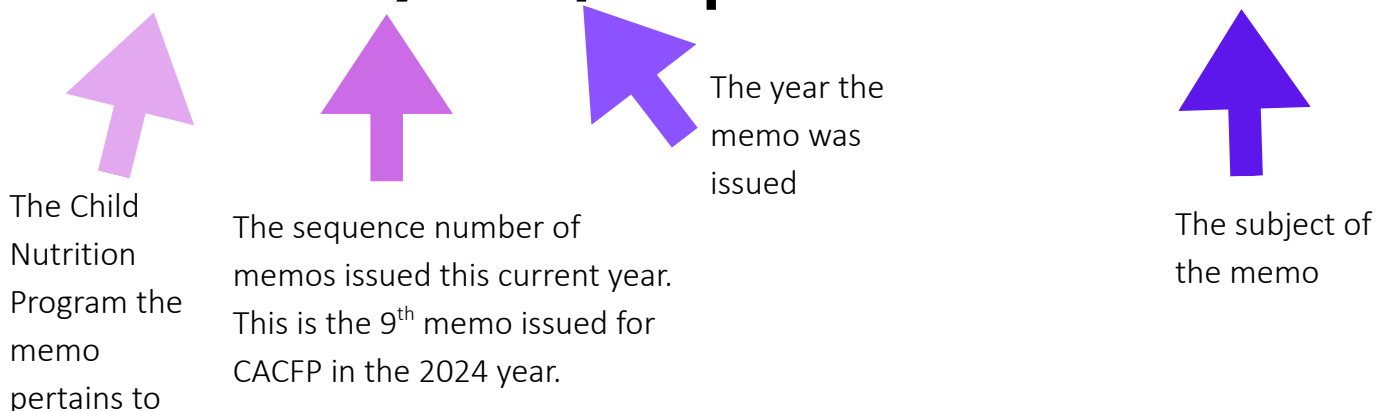 The year the
memo was
issued
The Child
Nutrition
Program the
memo
pertains to
The sequence number of
memos issued this current year.
This is the 9th memo issued for
CACFP in the 2024 year.
The subject of
the memo